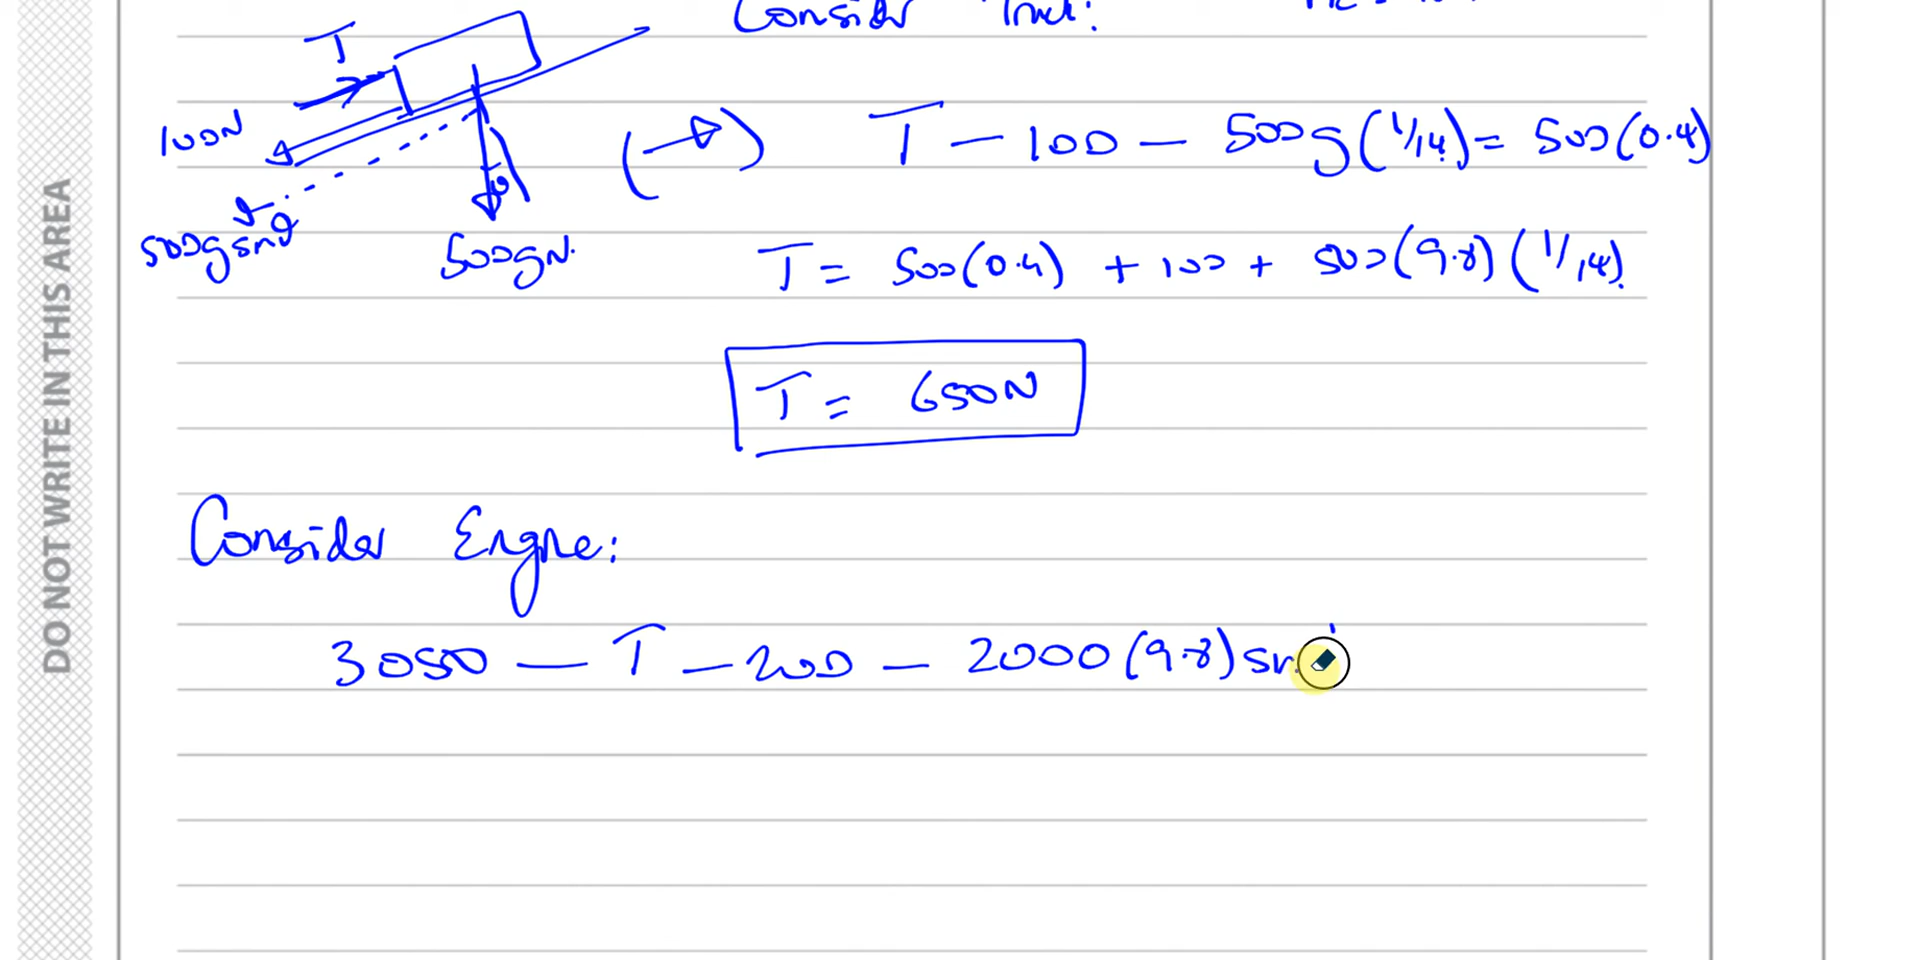 Consider Truck:
T
100N
T - 100 - 500g(1/14) = 500(0.4)
500g sinθ
500gN.
T = 500(0.4) + 100 + 500(9.8)(1/14)
T = 650N
Consider Engine:
3050 - T - 200 - 2000(9.8)sin
DO NOT WRITE IN THIS AREA